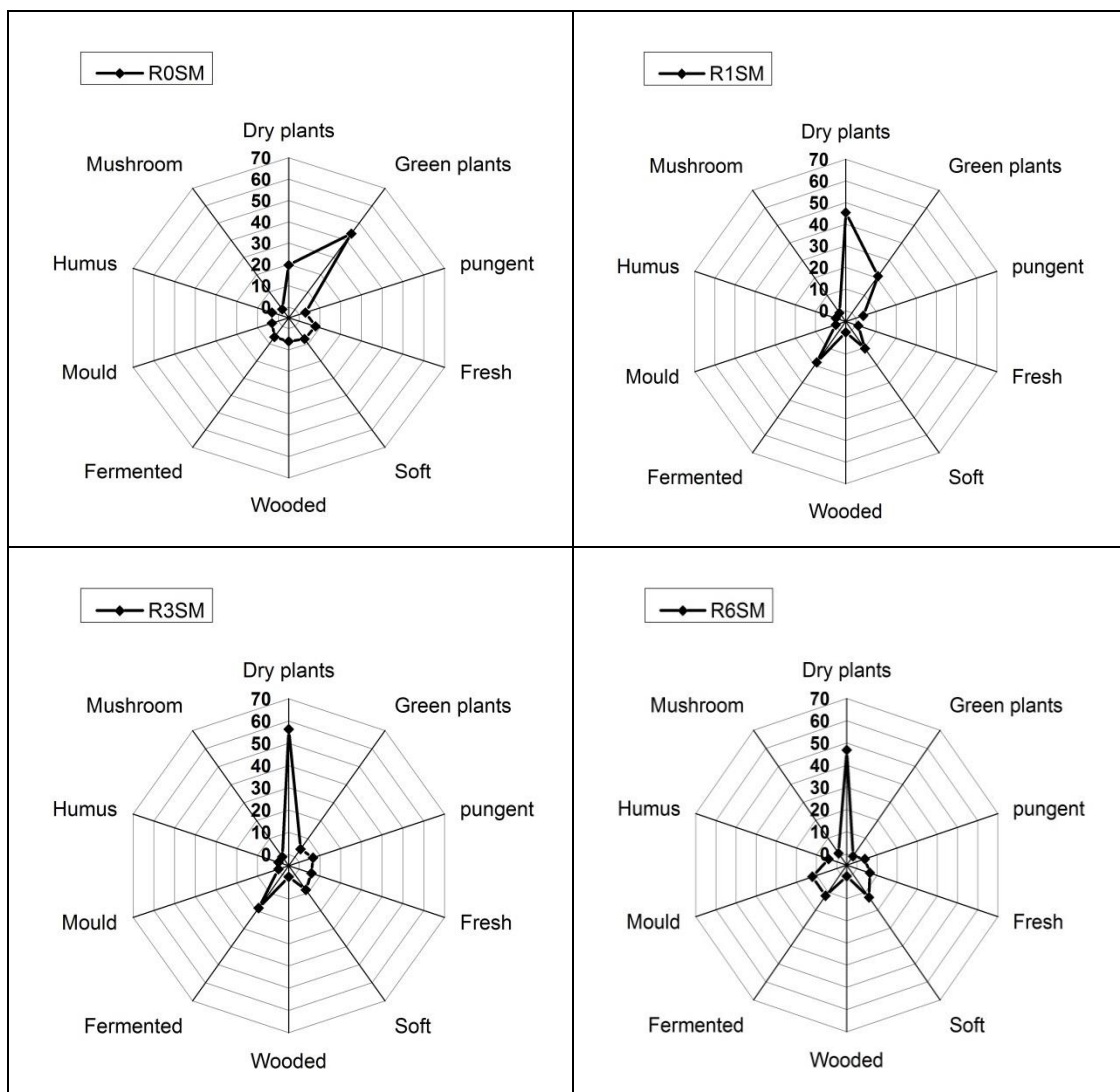 R0SM
Dry plants
Mushroom
Green plants
70
60
50
40
30
20
10
0
Humus
pungent
Mould
Fresh
Fermented
Soft
Wooded
R1SM
Dry plants
Mushroom
Green plants
70
60
50
40
30
20
10
0
Humus
pungent
Mould
Fresh
Fermented
Soft
Wooded
R3SM
Dry plants
Mushroom
Green plants
70
60
50
40
30
20
10
0
Humus
pungent
Mould
Fresh
Fermented
Soft
Wooded
R6SM
Dry plants
Mushroom
Green plants
70
60
50
40
30
20
10
0
Humus
pungent
Mould
Fresh
Fermented
Soft
Wooded